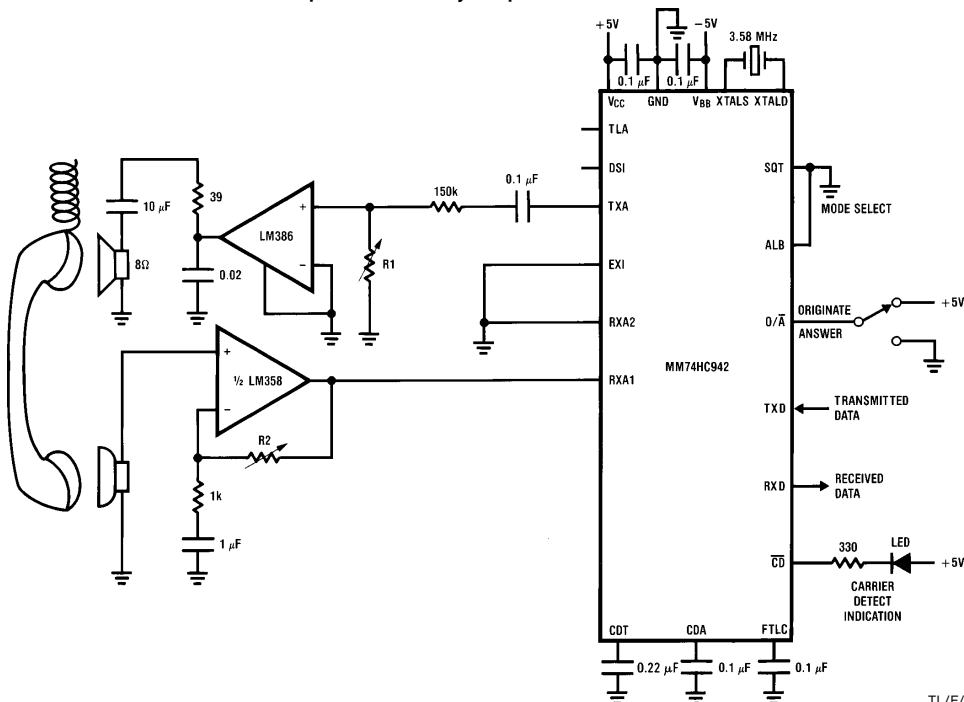 +5V
-5V
3.58 MHz
0.1 µF
0.1 µF
VCC
GND
VBB
XTALS
XTALD
TLA
DSI
SQT
MODE SELECT
ALB
10 µF
39
8Ω
0.02
LM386
+
−
R1
150k
0.1 µF
TXA
EXI
RXA2
MM74HC942
O/A̅
ORIGINATE
ANSWER
+5V
+
−
½ LM358
RXA1
R2
1k
1 µF
TXD
TRANSMITTED
DATA
RXD
RECEIVED
DATA
C̅D̅
330
LED
+5V
CARRIER
DETECT
INDICATION
CDT
CDA
FTLC
0.22 µF
0.1 µF
0.1 µF